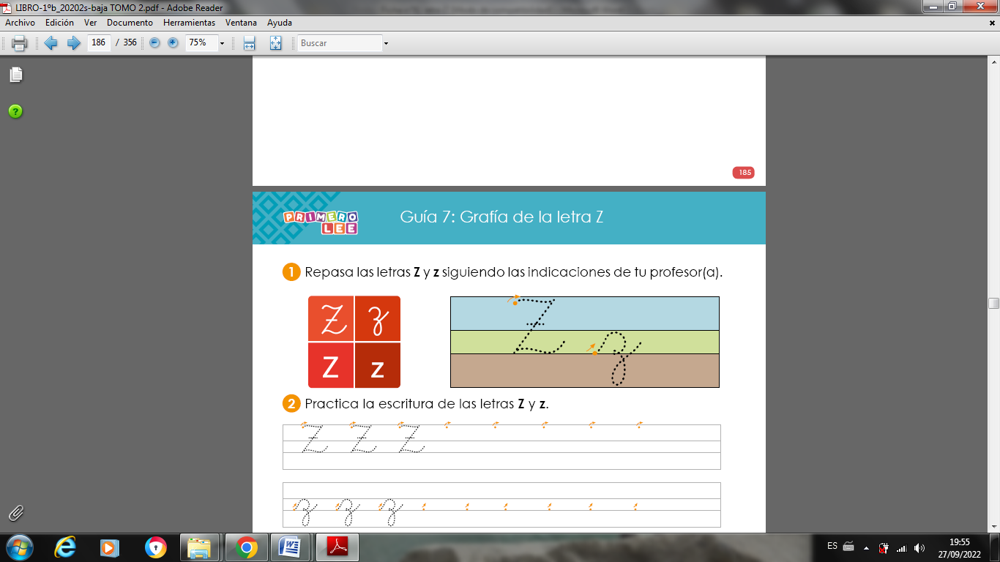 LIBRO-1ºb_20202s-baja TOMO 2.pdf - Adobe Reader
Archivo Edición Ver Documento Herramientas Ventana Ayuda
186 / 356 75% Buscar
185
PRIMERO
LEE
Guía 7: Grafía de la letra Z
1 Repasa las letras Z y z siguiendo las indicaciones de tu profesor(a).
Z z
Z z
Z z
2 Practica la escritura de las letras Z y z.
Z Z Z
z z z
ES
19:55
27/09/2022